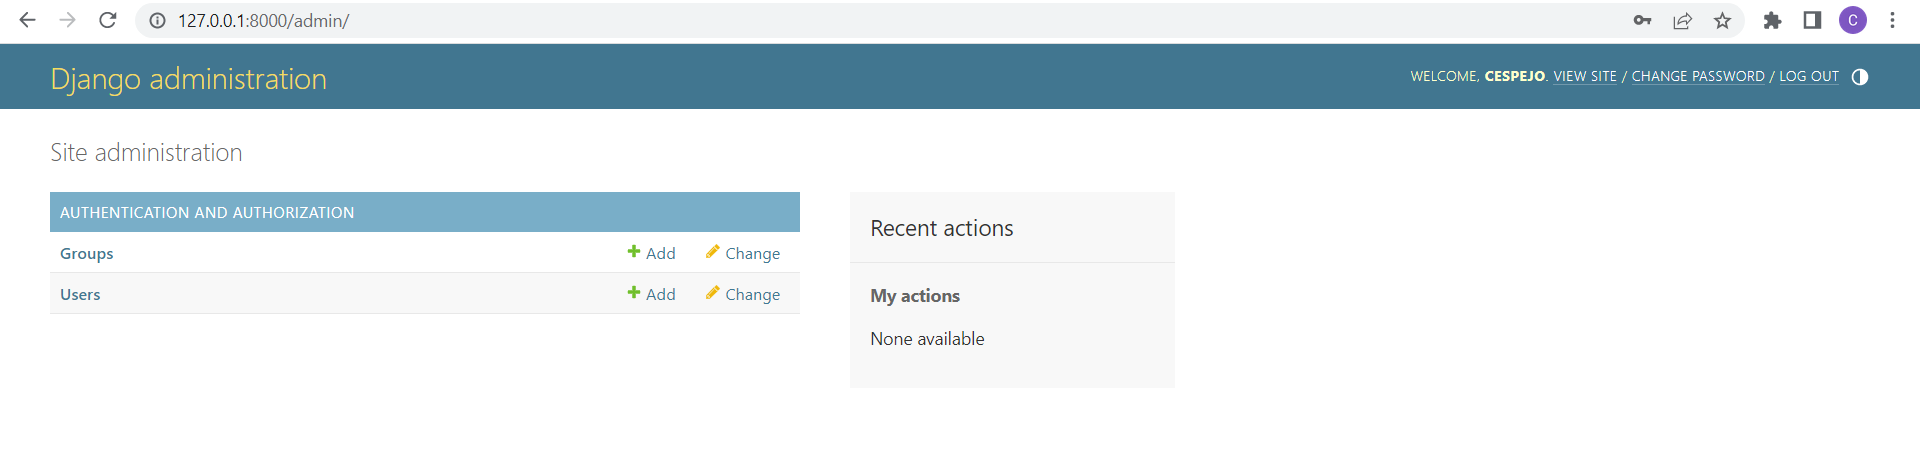 127.0.0.1:8000/admin/
C
Django administration
WELCOME, CESPEJO. VIEW SITE / CHANGE PASSWORD / LOG OUT
Site administration
AUTHENTICATION AND AUTHORIZATION
Groups Add Change
Users Add Change
Recent actions
My actions
None available